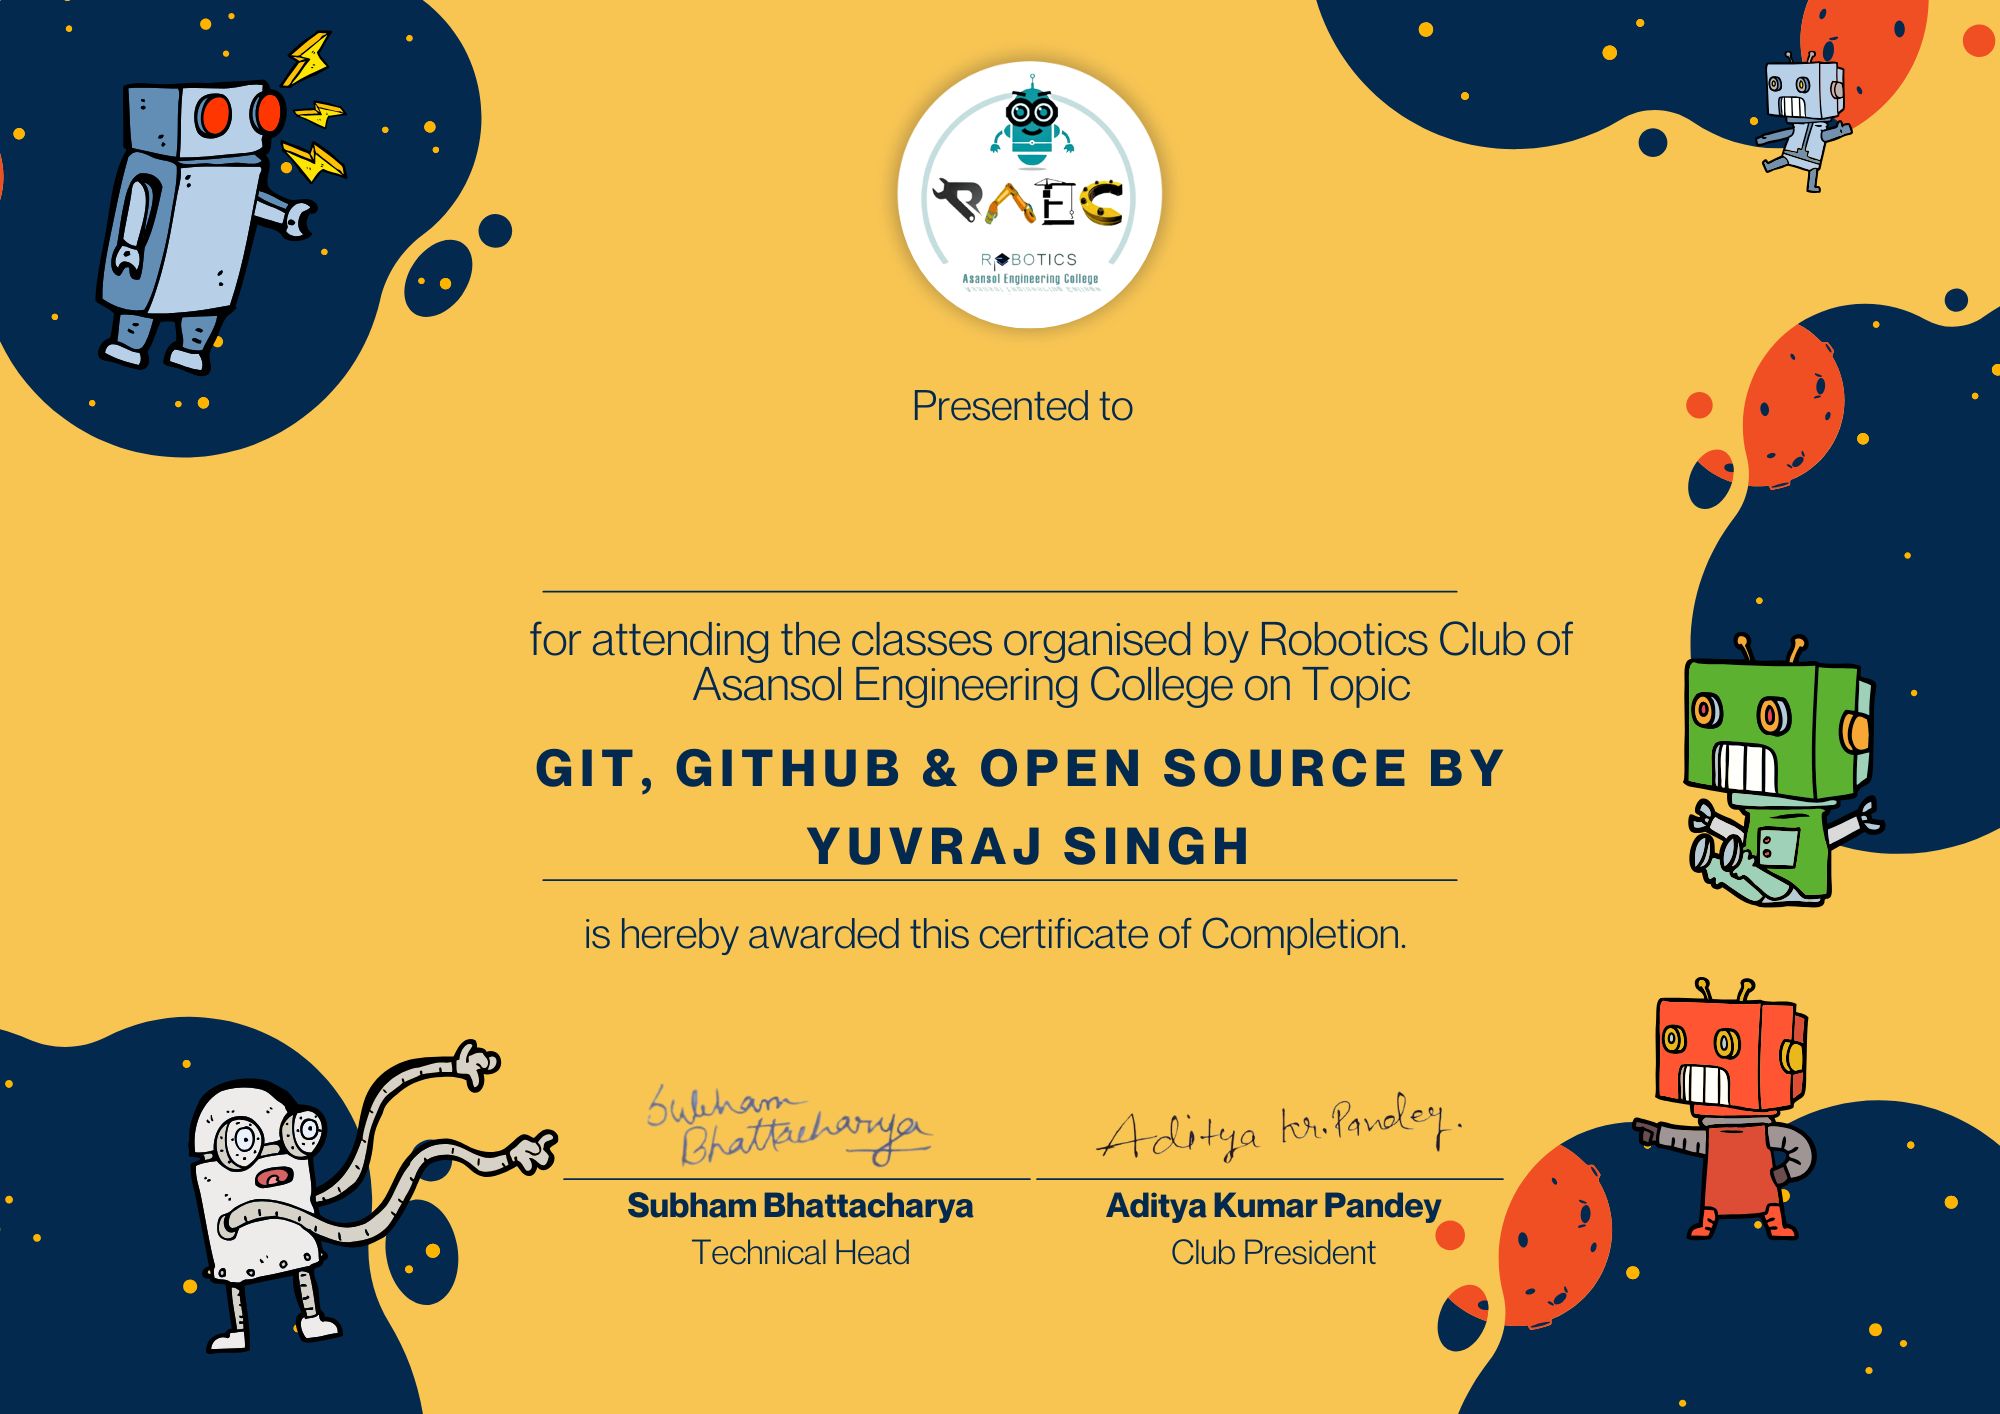 RAEC
ROBOTICS
Asansol Engineering College
Presented to
for attending the classes organised by Robotics Club of
Asansol Engineering College on Topic
GIT, GITHUB & OPEN SOURCE BY
YUVRAJ SINGH
is hereby awarded this certificate of Completion.
Subham
Bhattacharya
Aditya Kr. Pandey.
Subham Bhattacharya
Aditya Kumar Pandey
Technical Head
Club President